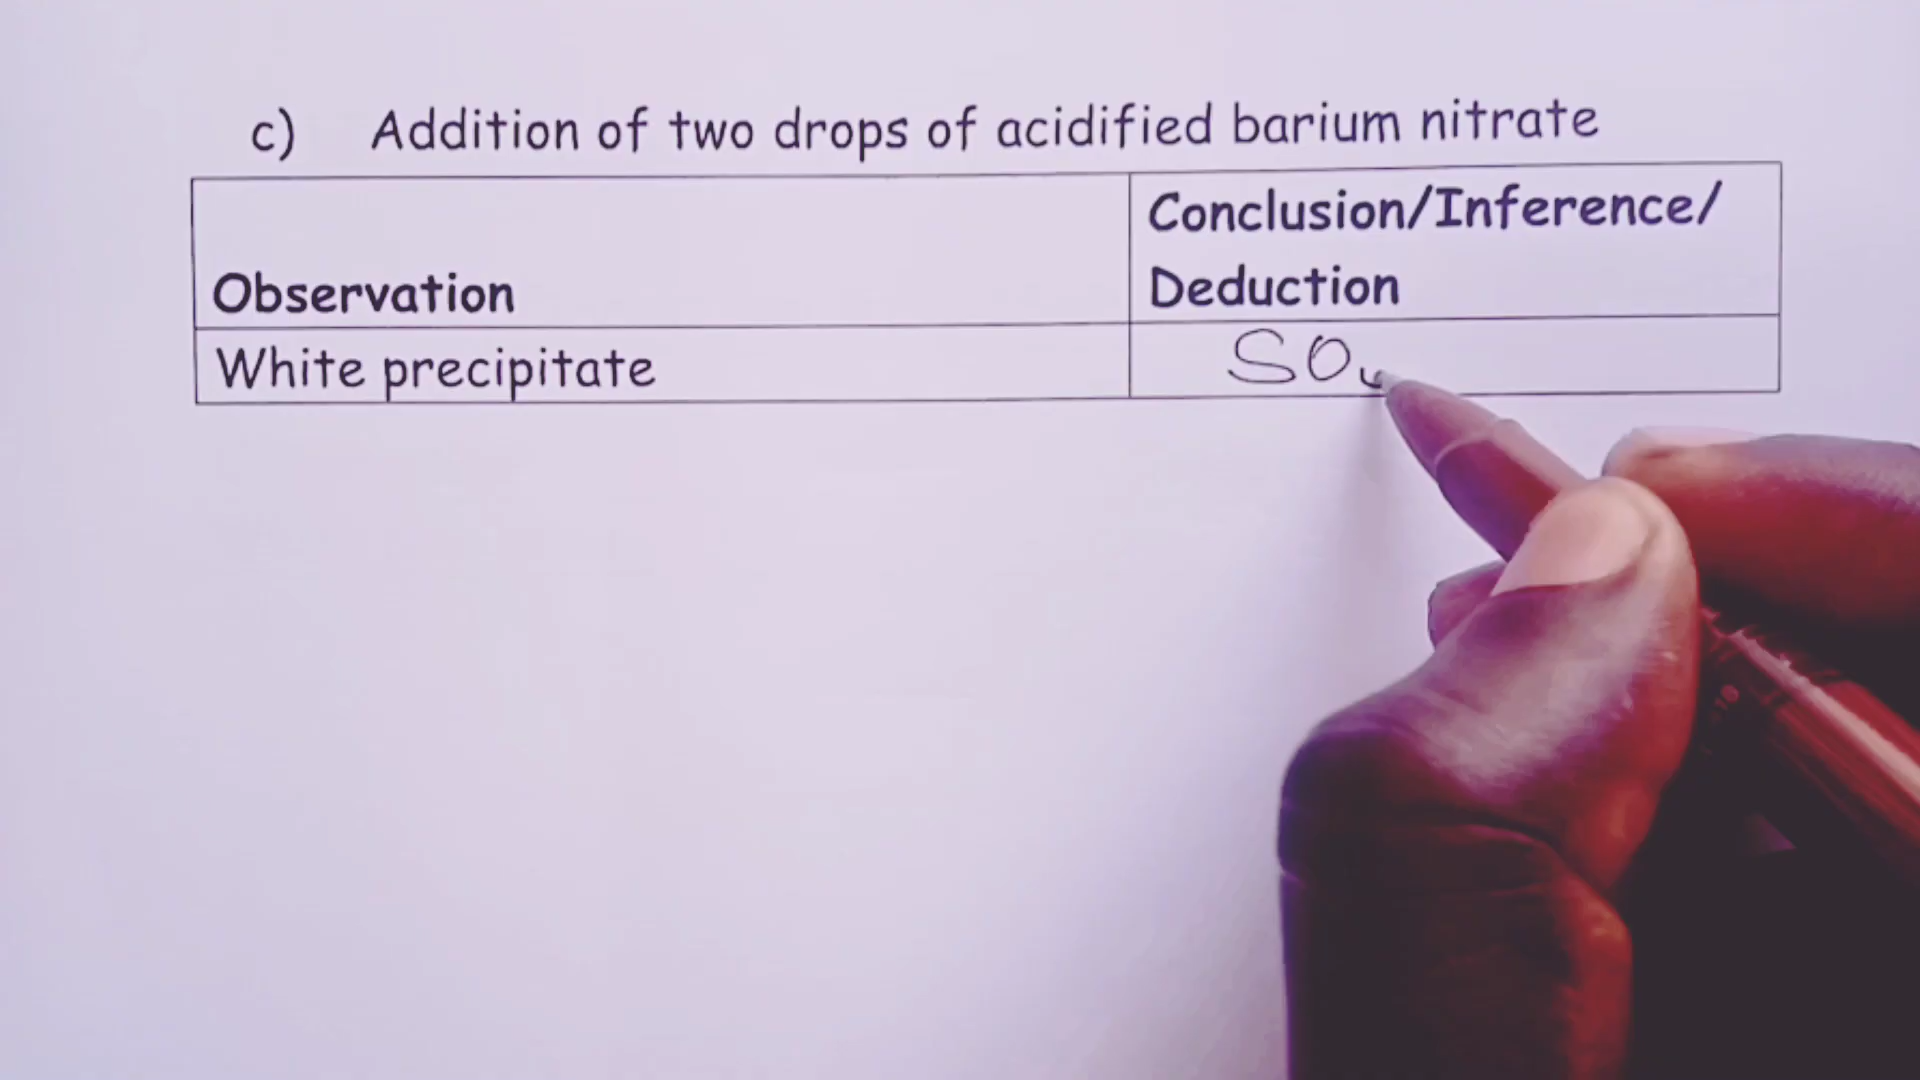 c) Addition of two drops of acidified barium nitrate
Conclusion/Inference/
Deduction
Observation
White precipitate
SO